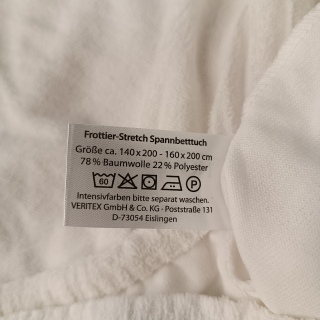 Frottier-Stretch Spannbetttuch
Größe ca. 140 x 200 - 160 x 200 cm
78 % Baumwolle 22 % Polyester
60 P
Intensivfarben bitte separat waschen.
VERITEX GmbH & Co. KG - Poststraße 131
D-73054 Eislingen